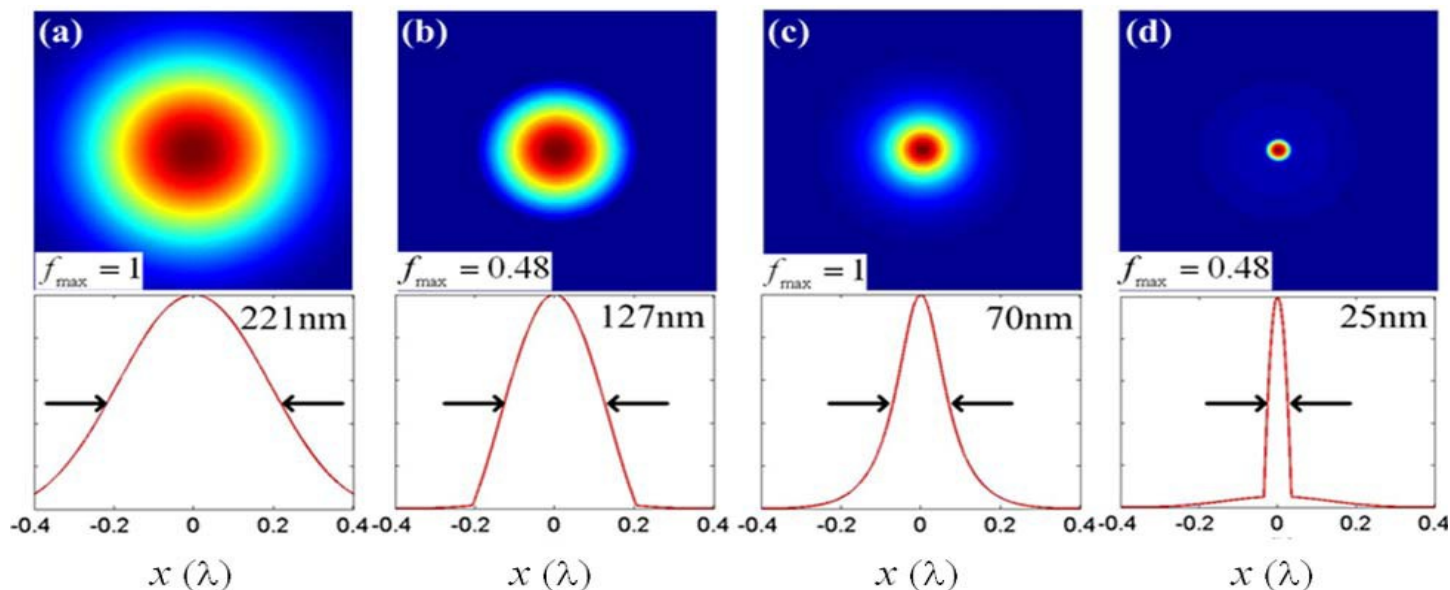 (a)
f_max = 1
221nm
-0.4 -0.2 0 0.2 0.4
x (λ)
(b)
f_max = 0.48
127nm
-0.4 -0.2 0 0.2 0.4
x (λ)
(c)
f_max = 1
70nm
-0.4 -0.2 0 0.2 0.4
x (λ)
(d)
f_max = 0.48
25nm
-0.4 -0.2 0 0.2 0.4
x (λ)